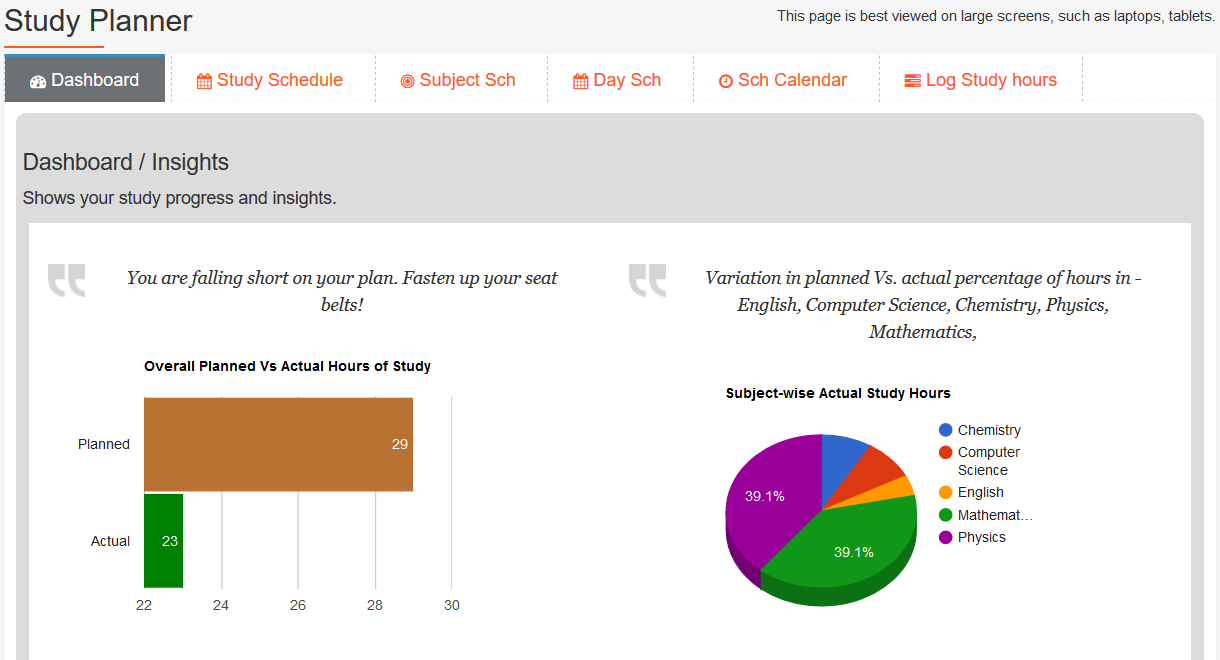 Study Planner
This page is best viewed on large screens, such as laptops, tablets.
Dashboard
Study Schedule
Subject Sch
Day Sch
Sch Calendar
Log Study hours
Dashboard / Insights
Shows your study progress and insights.
You are falling short on your plan. Fasten up your seat
belts!
Overall Planned Vs Actual Hours of Study
Planned
29
Actual
23
22 24 26 28 30
Variation in planned Vs. actual percentage of hours in -
English, Computer Science, Chemistry, Physics,
Mathematics,
Subject-wise Actual Study Hours
39.1%
39.1%
Chemistry
Computer
Science
English
Mathemat…
Physics